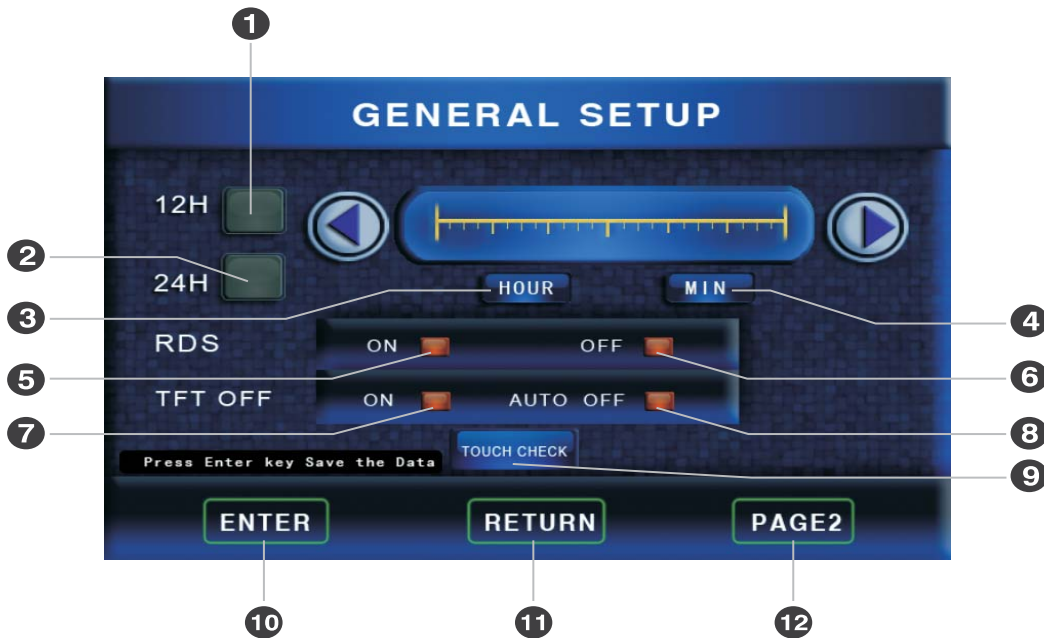 1
GENERAL SETUP
12H
2
24H
HOUR MIN
3
4
RDS ON OFF
5
6
TFT OFF ON AUTO OFF
7
8
TOUCH CHECK
Press Enter key Save the Data
9
ENTER RETURN PAGE2
10 11 12